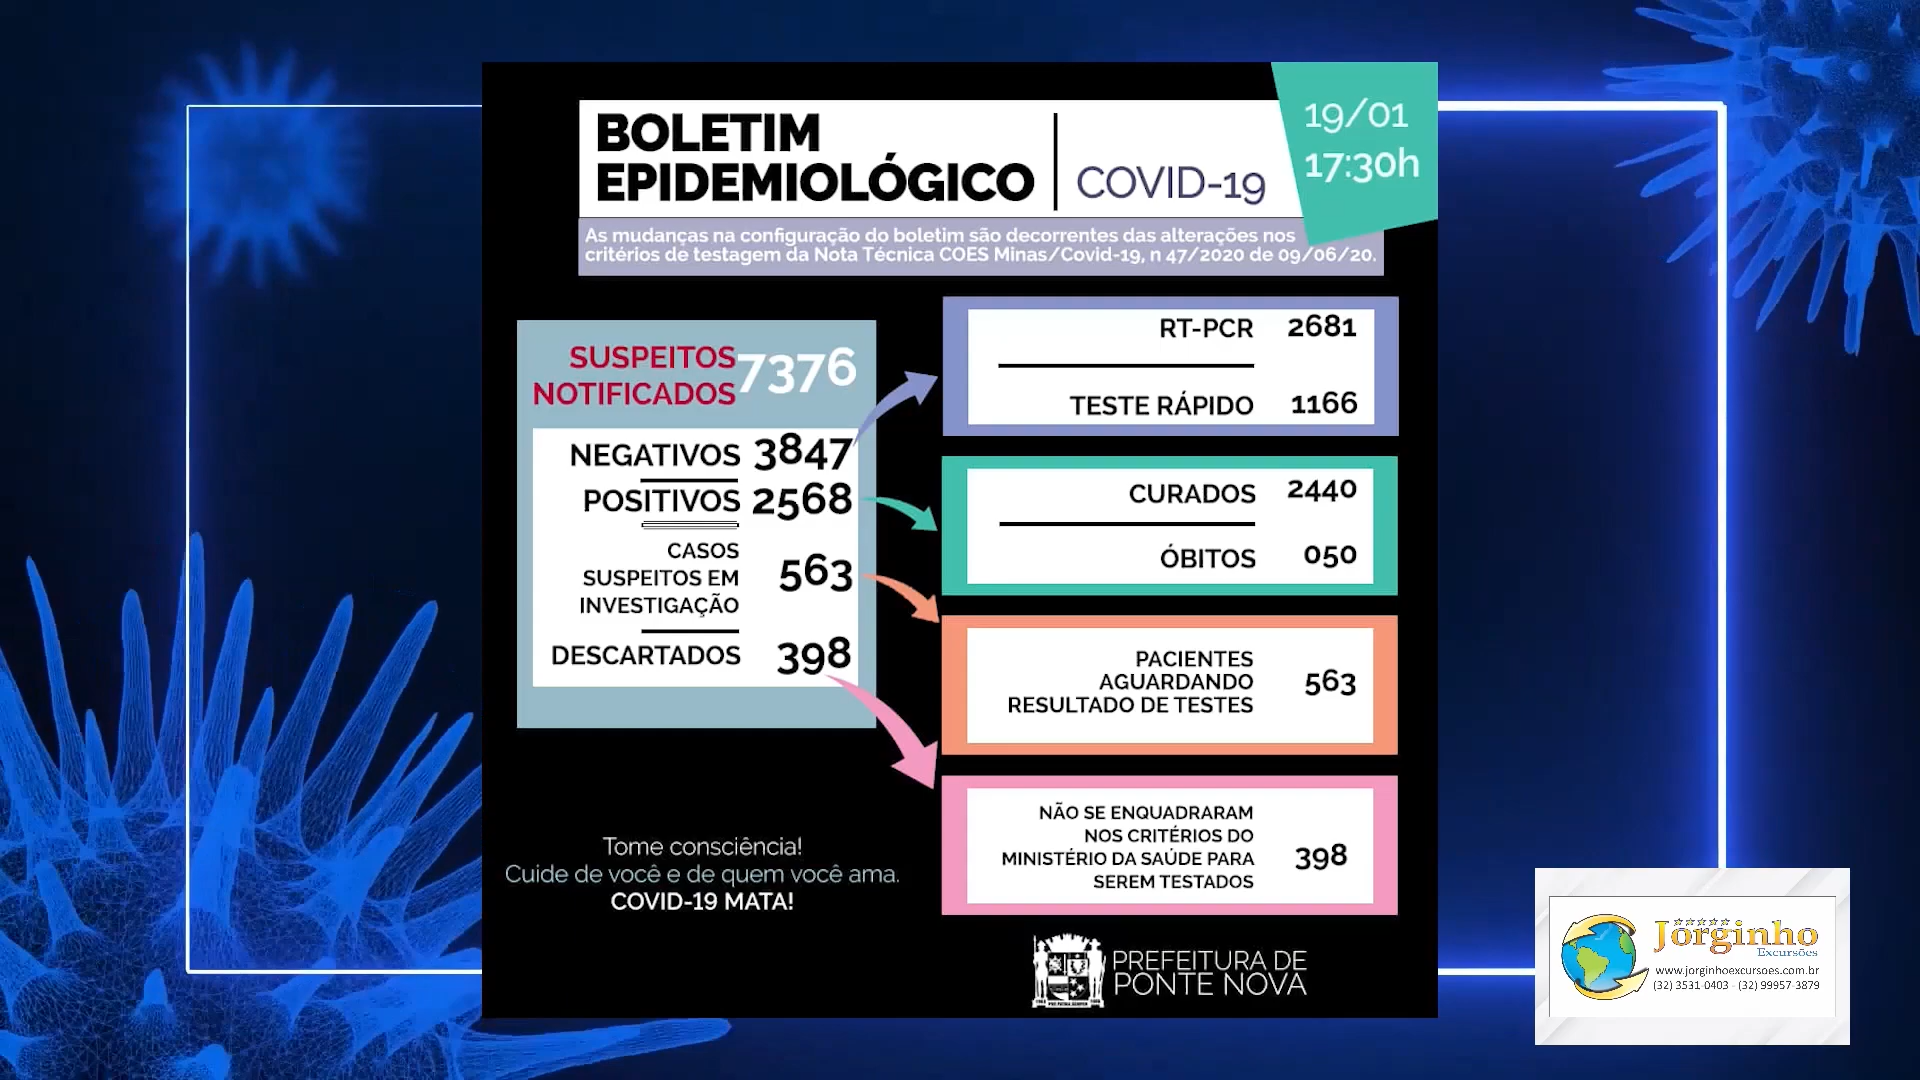 BOLETIM
EPIDEMIOLÓGICO
COVID-19
19/01
17:30h
As mudanças na configuração do boletim são decorrentes das alterações nos
critérios de testagem da Nota Técnica COES Minas/Covid-19, n 47/2020 de 09/06/20.
SUSPEITOS
NOTIFICADOS
7376
NEGATIVOS 3847
POSITIVOS 2568
CASOS
SUSPEITOS EM
INVESTIGAÇÃO
563
DESCARTADOS 398
RT-PCR 2681
TESTE RÁPIDO 1166
CURADOS 2440
ÓBITOS 050
PACIENTES
AGUARDANDO
RESULTADO DE TESTES
563
NÃO SE ENQUADRARAM
NOS CRITÉRIOS DO
MINISTÉRIO DA SAÚDE PARA
SEREM TESTADOS
398
Tome consciência!
Cuide de você e de quem você ama.
COVID-19 MATA!
PREFEITURA DE
PONTE NOVA
Jorginho
Excursões
www.jorginhoexcursoes.com.br
(32) 3531-0403 - (32) 99957-3879